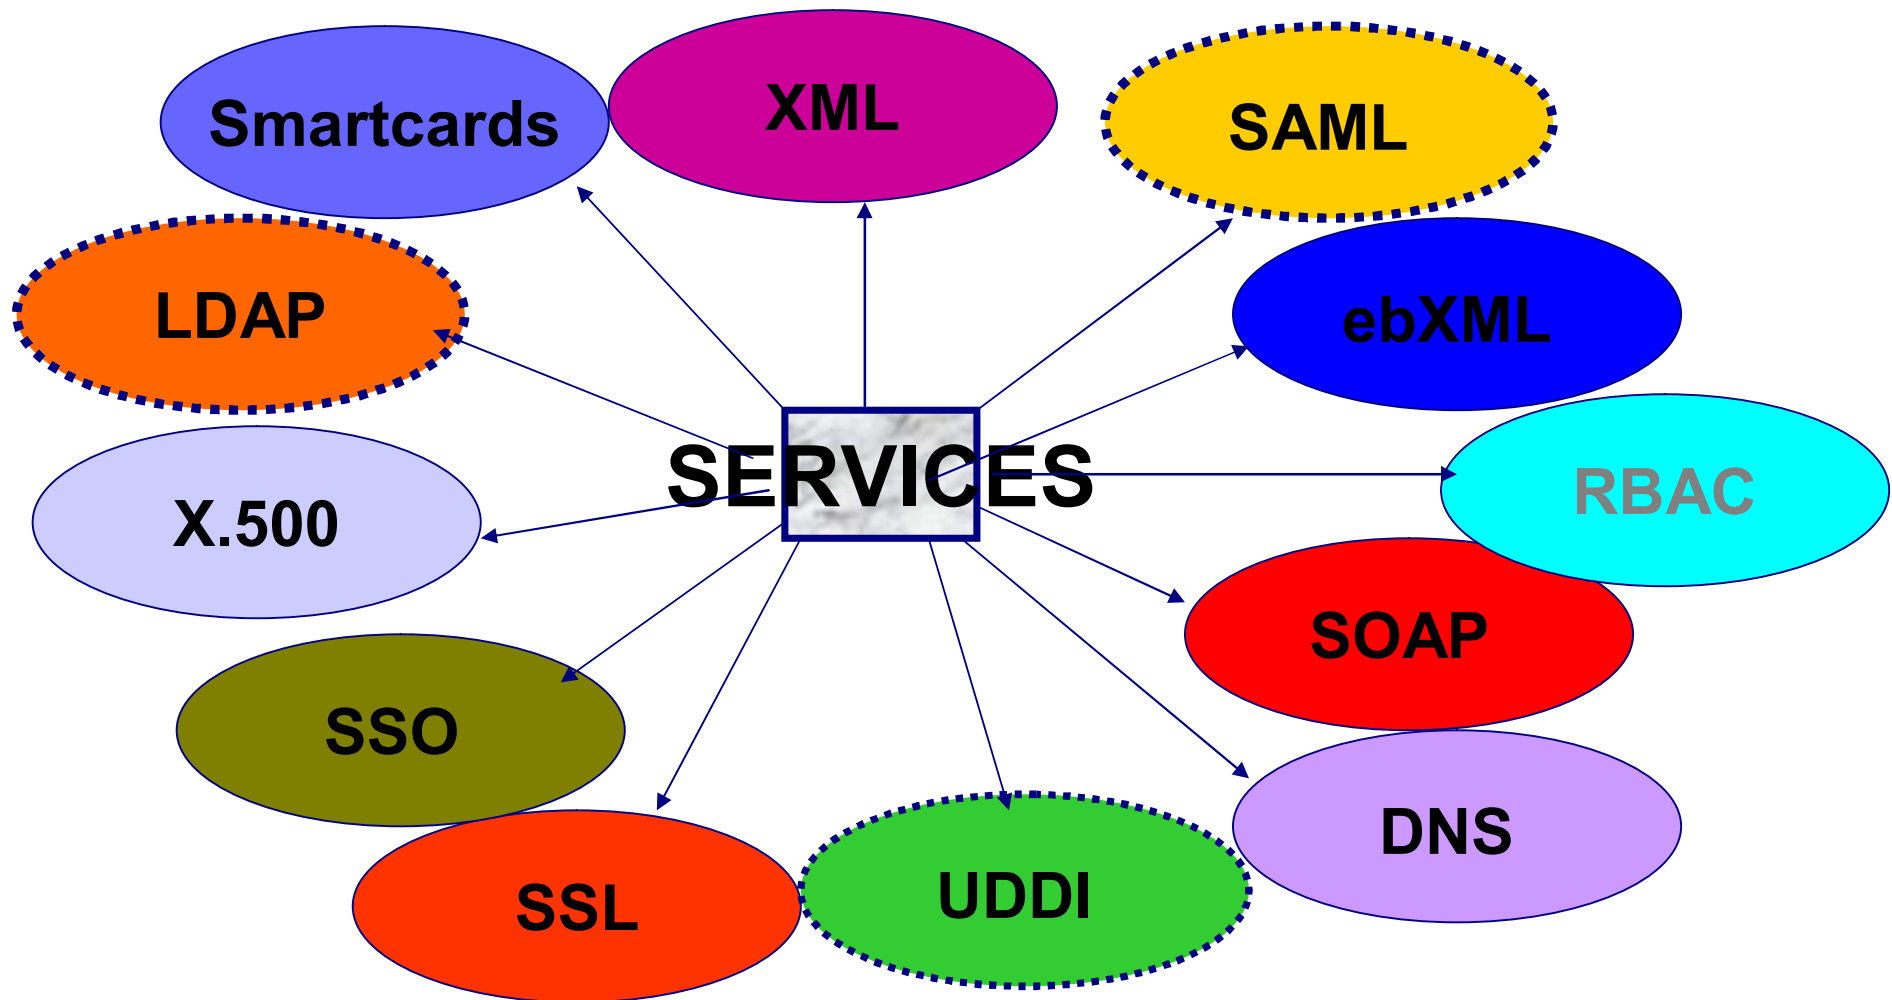 XML
Smartcards
SAML
LDAP
ebXML
SERVICES
RBAC
X.500
SOAP
SSO
DNS
UDDI
SSL